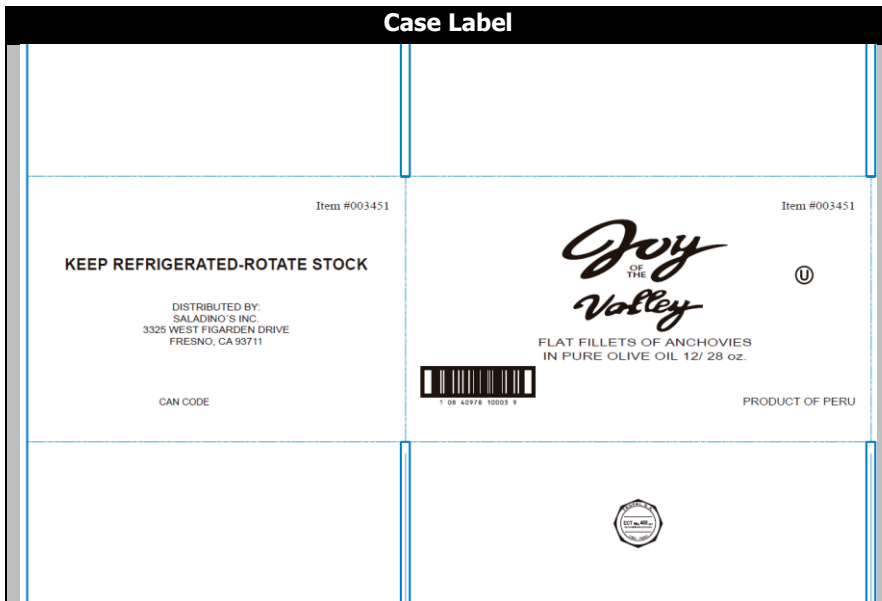 Case Label
Item #003451
KEEP REFRIGERATED-ROTATE STOCK
DISTRIBUTED BY:
SALADINO´S INC.
3325 WEST FIGARDEN DRIVE
FRESNO, CA 93711
CAN CODE
Item #003451
Joy
OF
THE
Valley
U
FLAT FILLETS OF ANCHOVIES
IN PURE OLIVE OIL 12/ 28 oz.
1 08 40978 10003 9
PRODUCT OF PERU
ECT